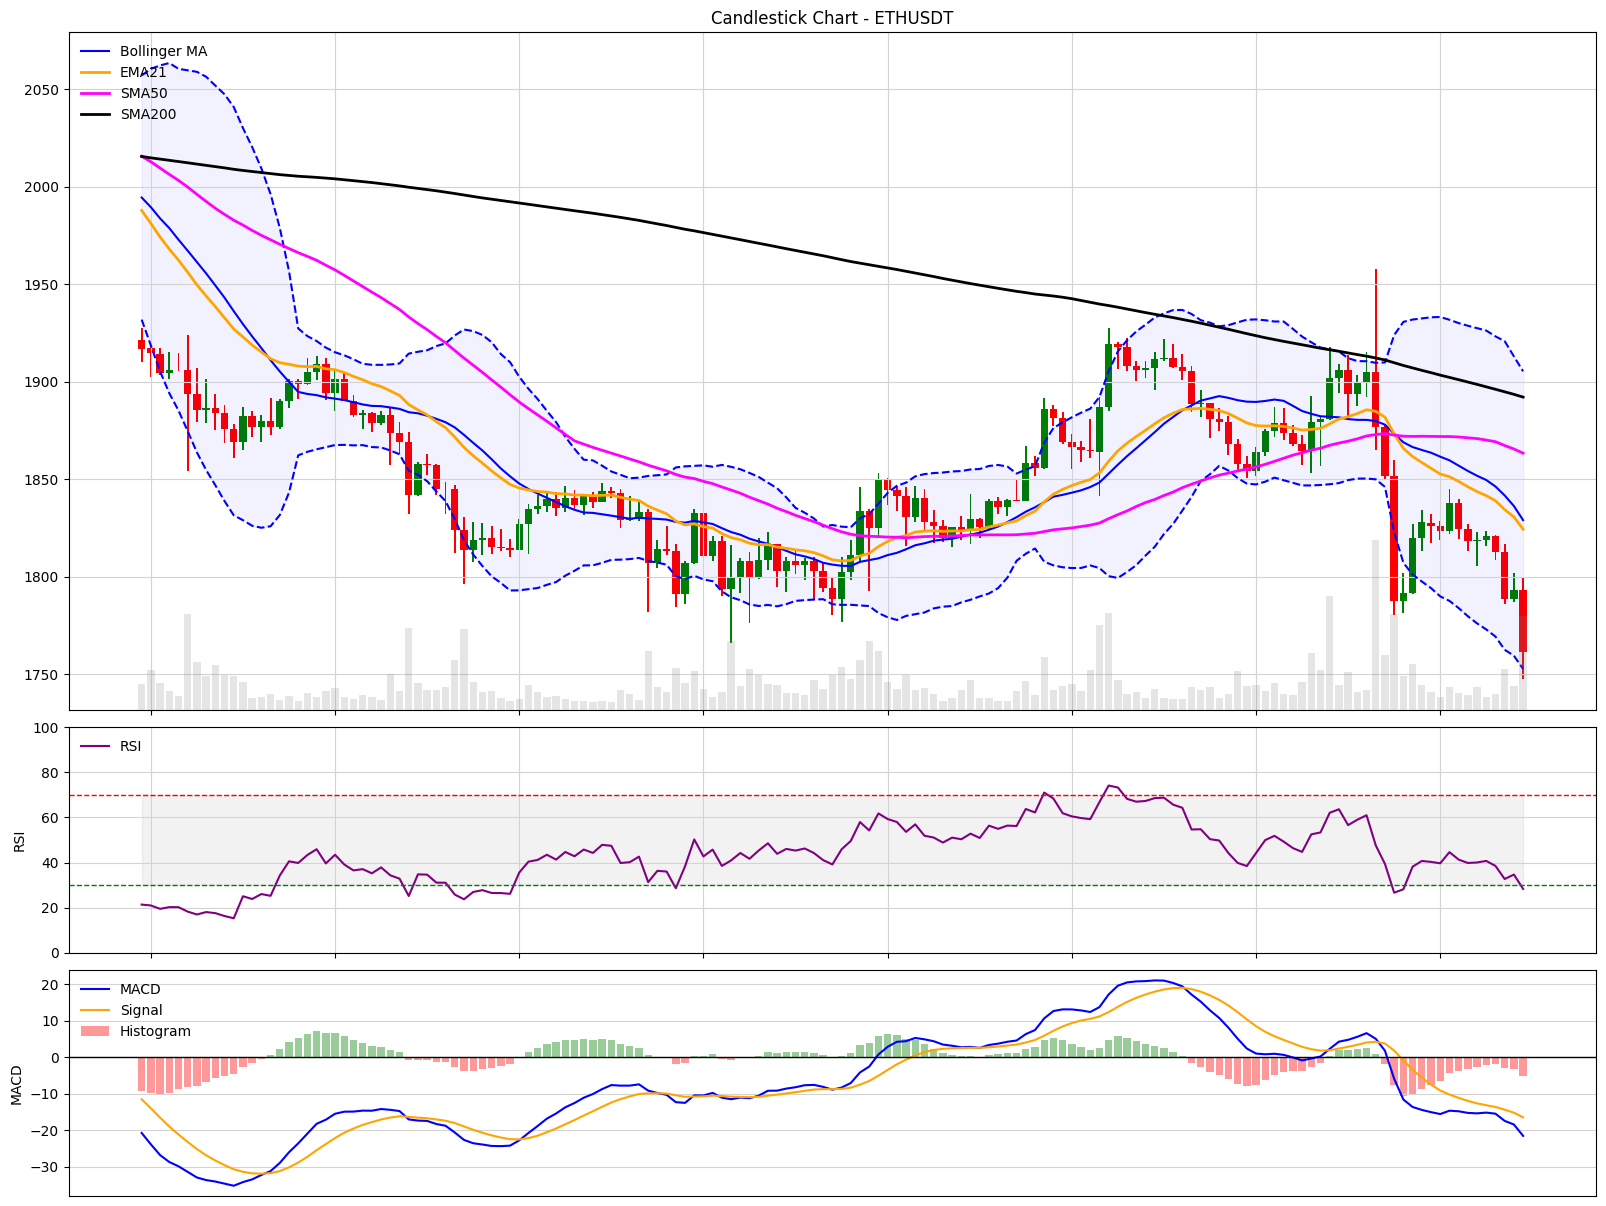 Candlestick Chart - ETHUSDT
Bollinger MA
EMA21
SMA50
SMA200
2050
2000
1950
1900
1850
1800
1750
RSI
RSI
100
80
60
40
20
0
MACD
Signal
Histogram
MACD
20
10
0
−10
−20
−30